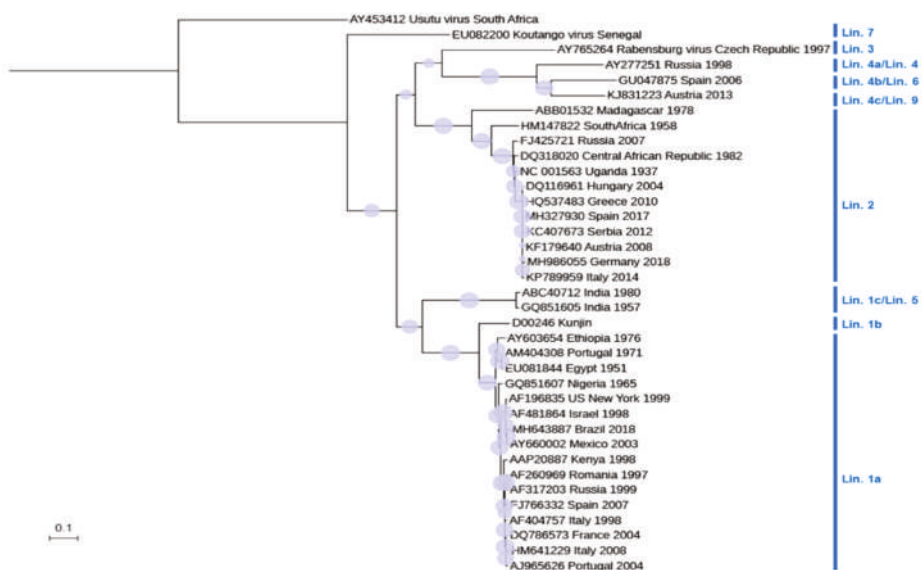 AY453412 Usutu virus South Africa
EU082200 Koutango virus Senegal
Lin. 7
AY765264 Rabensburg virus Czech Republic 1997
Lin. 3
AY277251 Russia 1998
Lin. 4a/Lin. 4
GU047875 Spain 2006
Lin. 4b/Lin. 6
KJ831223 Austria 2013
Lin. 4c/Lin. 9
ABB01532 Madagascar 1978
HM147822 SouthAfrica 1958
FJ425721 Russia 2007
DQ318020 Central African Republic 1982
NC 001563 Uganda 1937
DQ116961 Hungary 2004
HQ537483 Greece 2010
Lin. 2
MH327930 Spain 2017
KC407673 Serbia 2012
KF179640 Austria 2008
MH986055 Germany 2018
KP789959 Italy 2014
ABC40712 India 1980
Lin. 1c/Lin. 5
GQ851605 India 1957
D00246 Kunjin
Lin. 1b
AY603654 Ethiopia 1976
AM404308 Portugal 1971
EU081844 Egypt 1951
GQ851607 Nigeria 1965
AF196835 US New York 1999
AF481864 Israel 1998
MH643887 Brazil 2018
AY660002 Mexico 2003
AAP20887 Kenya 1998
AF260969 Romania 1997
Lin. 1a
AF317203 Russia 1999
FJ766332 Spain 2007
AF404757 Italy 1998
DQ786573 France 2004
HM641229 Italy 2008
AJ965626 Portugal 2004
0.1